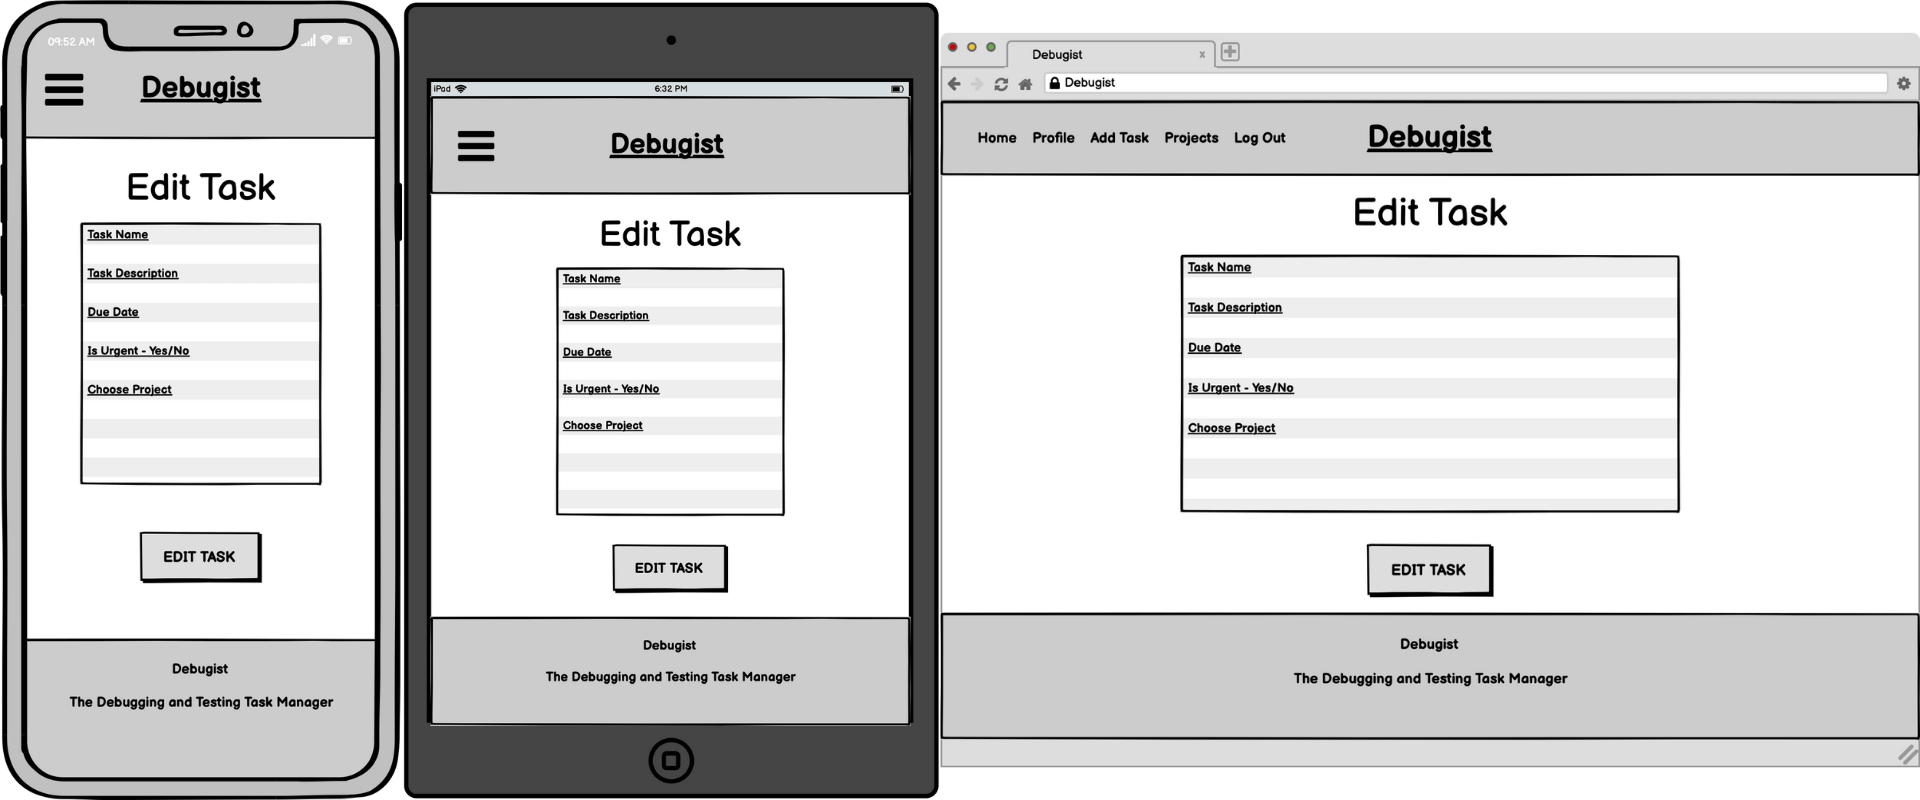 09:52 AM
Debugist
Edit Task
Task Name
Task Description
Due Date
Is Urgent - Yes/No
Choose Project
EDIT TASK
Debugist
The Debugging and Testing Task Manager
iPad
6:32 PM
Debugist
Edit Task
Task Name
Task Description
Due Date
Is Urgent - Yes/No
Choose Project
EDIT TASK
Debugist
The Debugging and Testing Task Manager
Debugist x
Debugist
Home Profile Add Task Projects Log Out Debugist
Edit Task
Task Name
Task Description
Due Date
Is Urgent - Yes/No
Choose Project
EDIT TASK
Debugist
The Debugging and Testing Task Manager